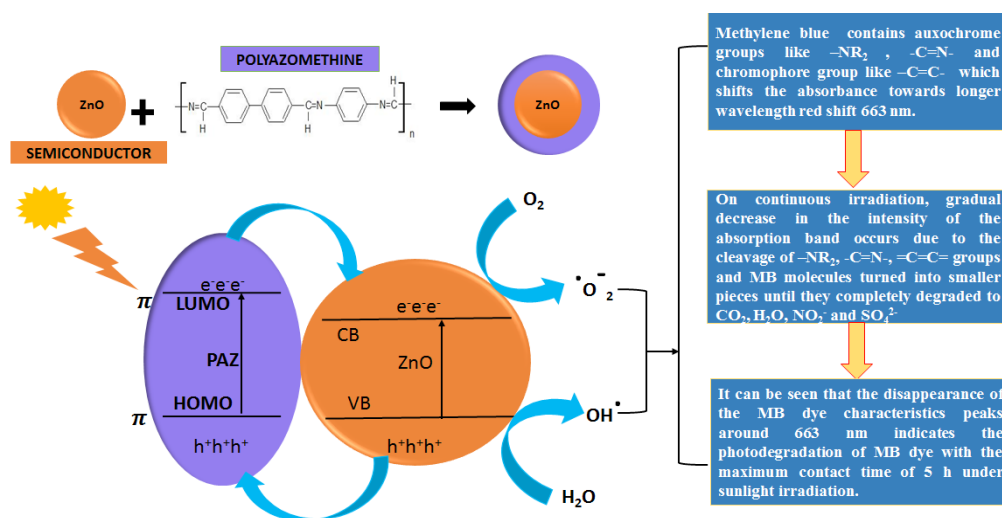 POLYAZOMETHINE
ZnO
+
H
[N=C N=C]n
C=N
H
H
ZnO
SEMICONDUCTOR
O₂
e⁻e⁻e⁻
π LUMO
e⁻e⁻e⁻
•O₂⁻
CB
PAZ
ZnO
HOMO
π
VB
OH•
h⁺h⁺h⁺
h⁺h⁺h⁺
H₂O
Methylene blue contains auxochrome
groups like –NR₂ , -C=N- and
chromophore group like –C=C- which
shifts the absorbance towards longer
wavelength red shift 663 nm.
On continuous irradiation, gradual
decrease in the intensity of the
absorption band occurs due to the
cleavage of –NR₂, -C=N-, =C=C= groups
and MB molecules turned into smaller
pieces until they completely degraded to
CO₂, H₂O, NO₂⁻ and SO₄²⁻
It can be seen that the disappearance of
the MB dye characteristics peaks
around 663 nm indicates the
photodegradation of MB dye with the
maximum contact time of 5 h under
sunlight irradiation.